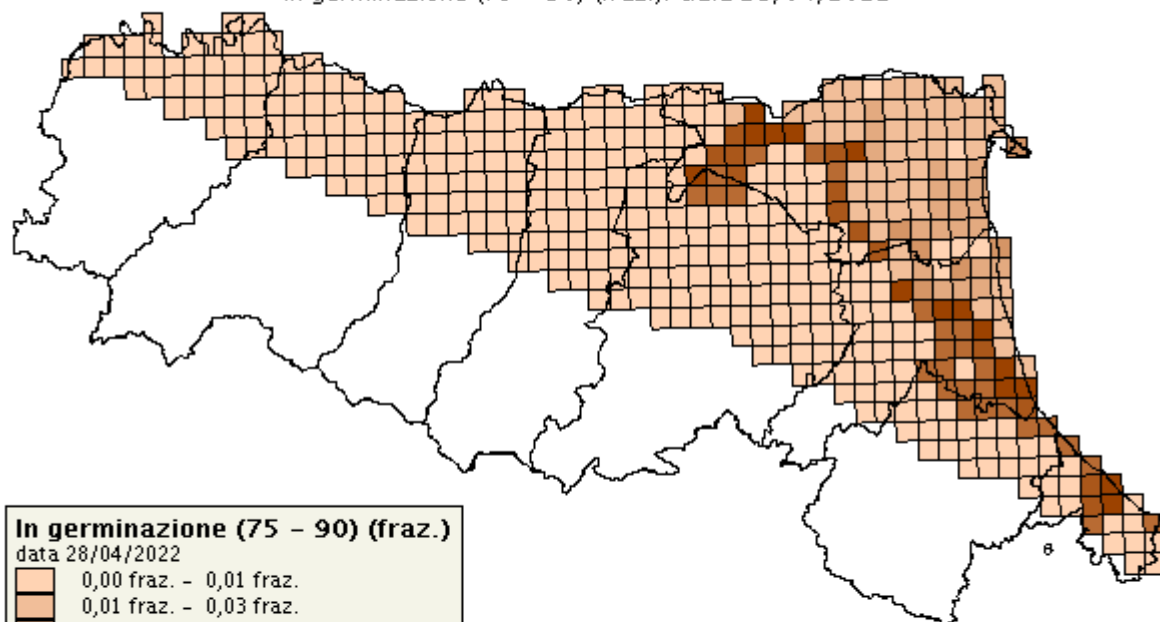 In germinazione (75 – 90) (fraz.)
data 28/04/2022
0,00 fraz. – 0,01 fraz.
0,01 fraz. – 0,03 fraz.